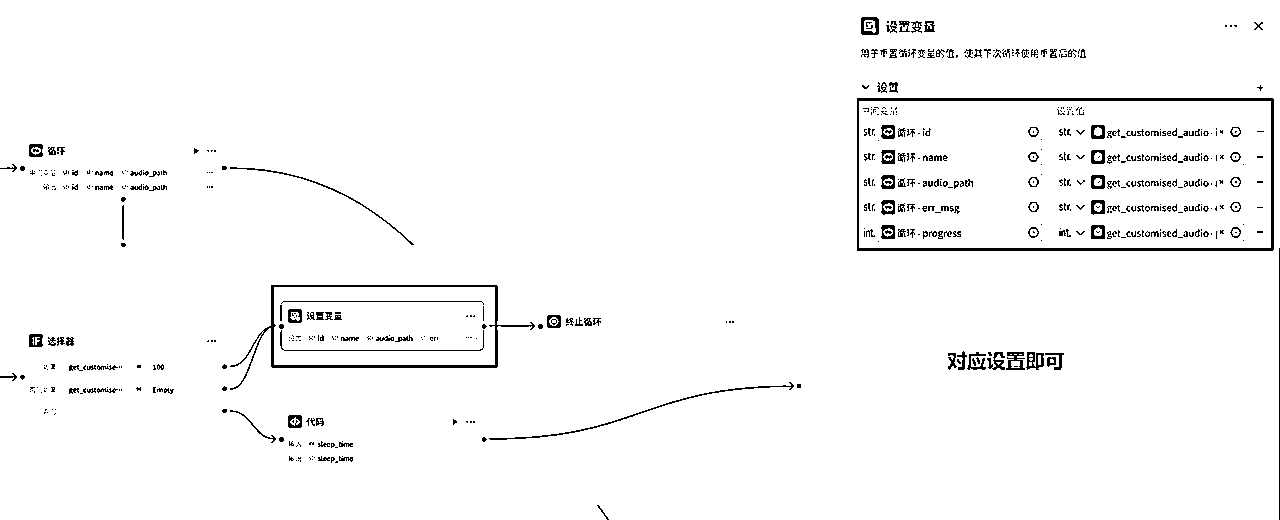 循环
id name audio_path
输出 id name audio_path
选择器
如果 get_customise··· = 100
否则如果 get_customise··· Empty
否则
设置变量
设置 id name audio_path err
终止循环
代码
输入 sleep_time
输出 sleep_time
设置变量
用于重置循环变量的值，使其下次循环使用重置后的值
设置
中间变量 设置值
str. 循环 - id str. get_customised_audio - i
str. 循环 - name str. get_customised_audio
str. 循环 - audio_path str. get_customised_audio
str. 循环 - err_msg str. get_customised_audio
int. 循环 - progress int. get_customised_audio
对应设置即可